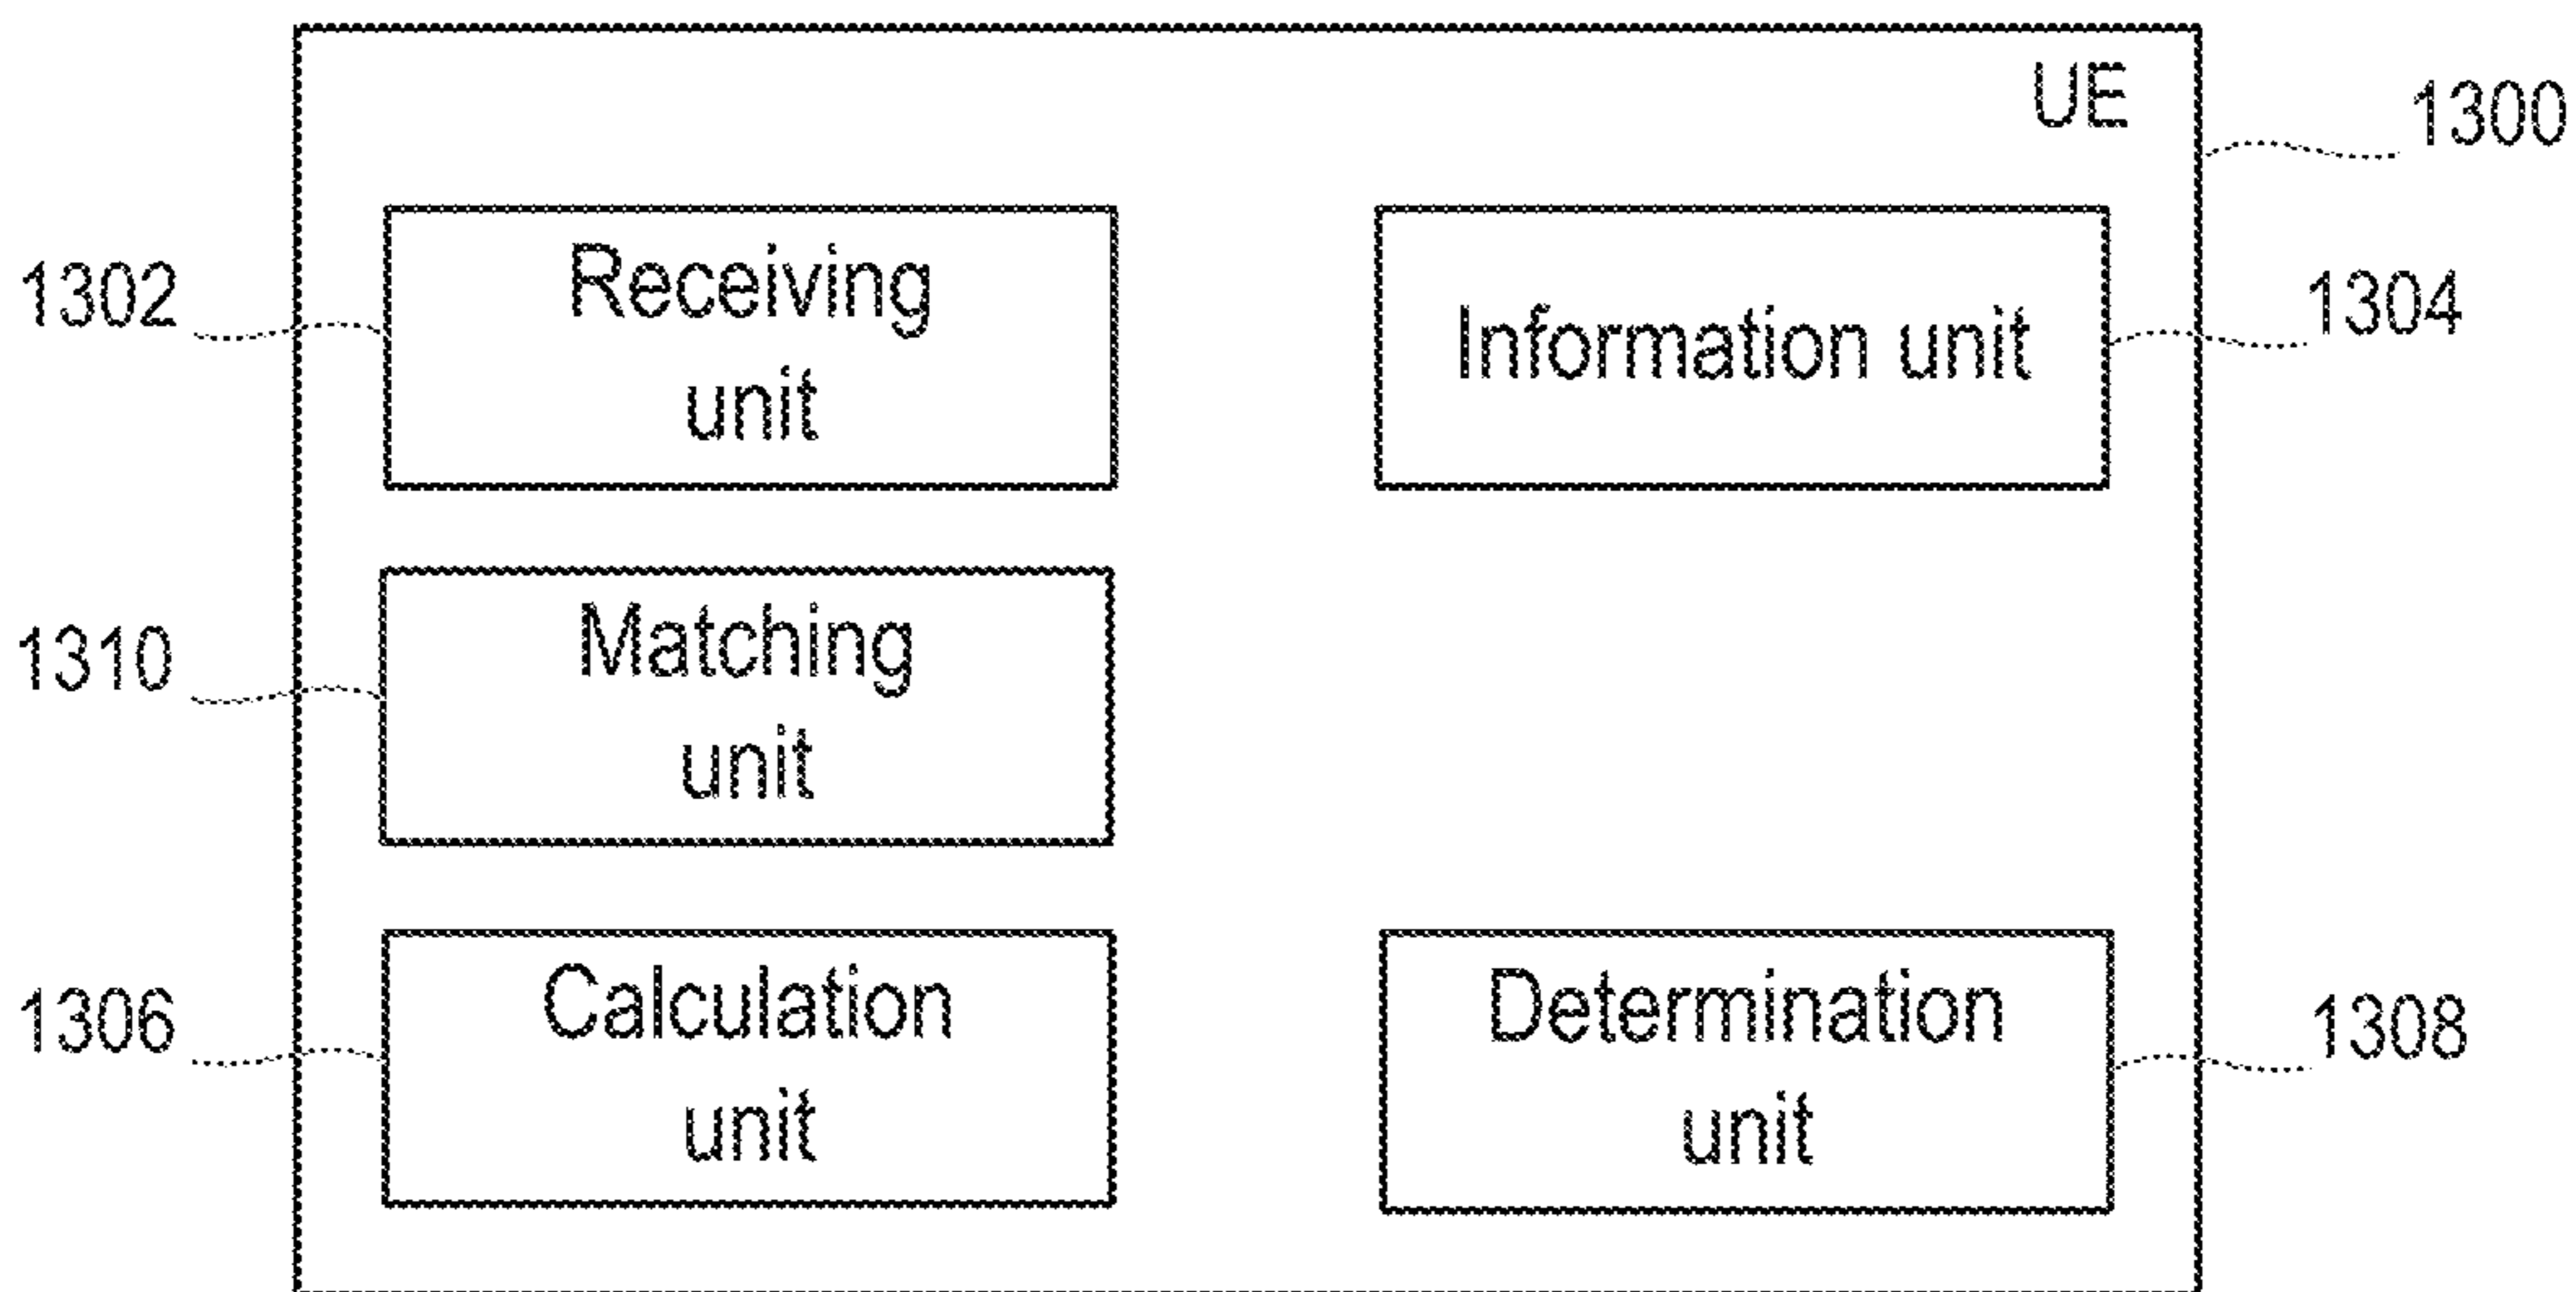 UE
1300
1302
Receiving
unit
Information unit
1304
1310
Matching
unit
1306
Calculation
unit
Determination
unit
1308